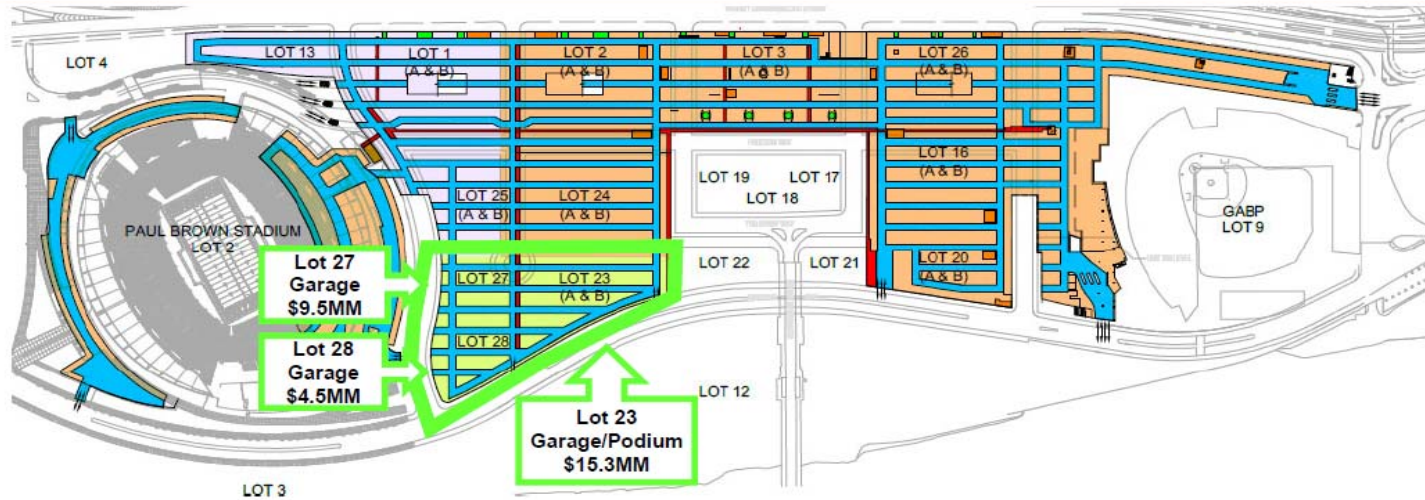 LOT 4
LOT 13
LOT 1
(A & B)
LOT 2
(A & B)
LOT 3
(A & B)
LOT 26
(A & B)
LOT 16
(A & B)
LOT 19
LOT 17
LOT 18
LOT 25
(A & B)
LOT 24
(A & B)
GABP
LOT 9
PAUL BROWN STADIUM
LOT 2
LOT 22
LOT 21
LOT 20
(A & B)
Lot 27
Garage
$9.5MM
LOT 27
LOT 23
(A & B)
Lot 28
Garage
$4.5MM
LOT 28
Lot 23
Garage/Podium
$15.3MM
LOT 12
LOT 3